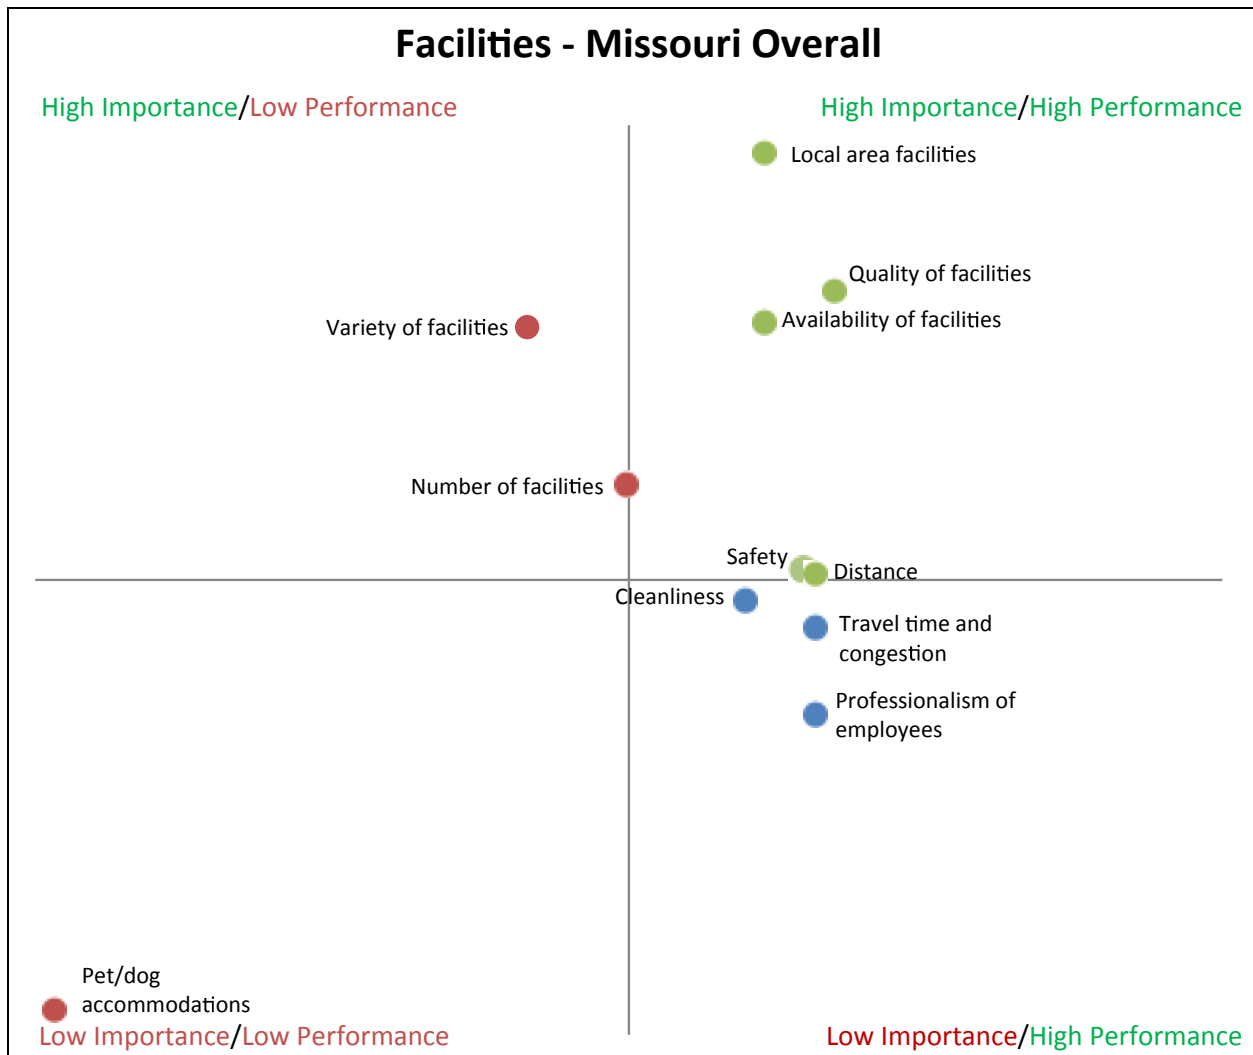 Facilities - Missouri Overall
High Importance/Low Performance
High Importance/High Performance
Local area facilities
Quality of facilities
Availability of facilities
Variety of facilities
Number of facilities
Safety
Distance
Cleanliness
Travel time and
congestion
Professionalism of
employees
Pet/dog
accommodations
Low Importance/Low Performance
Low Importance/High Performance